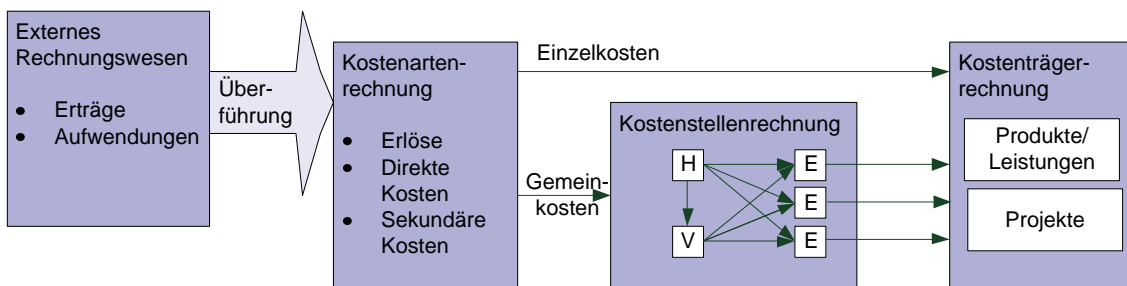 Externes
Rechnungswesen
• Erträge
• Aufwendungen
Über-
führung
Kostenarten-
rechnung
• Erlöse
• Direkte
Kosten
• Sekundäre
Kosten
Einzelkosten
Gemein-
kosten
Kostenstellenrechnung
H
V
E
E
E
Kostenträger-
rechnung
Produkte/
Leistungen
Projekte